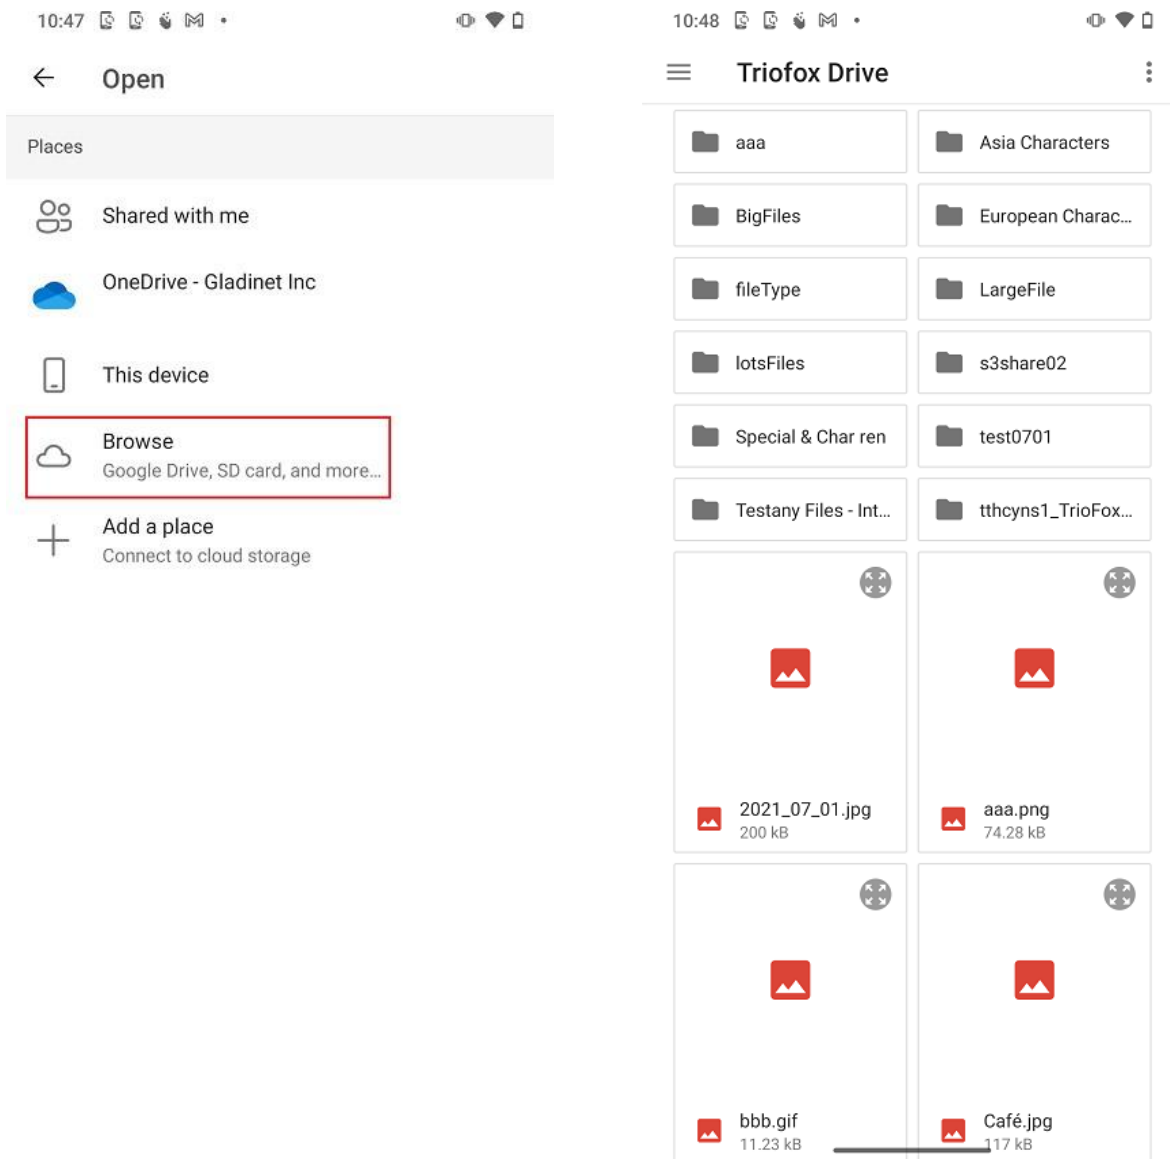 10:47
Open
Places
Shared with me
OneDrive - Gladinet Inc
This device
Browse
Google Drive, SD card, and more...
Add a place
Connect to cloud storage
10:48
Triofox Drive
aaa
Asia Characters
BigFiles
European Charac...
fileType
LargeFile
lotsFiles
s3share02
Special & Char ren
test0701
Testany Files - Int...
tthcyns1_TrioFox...
2021_07_01.jpg
200 kB
aaa.png
74.28 kB
bbb.gif
11.23 kB
Café.jpg
117 kB